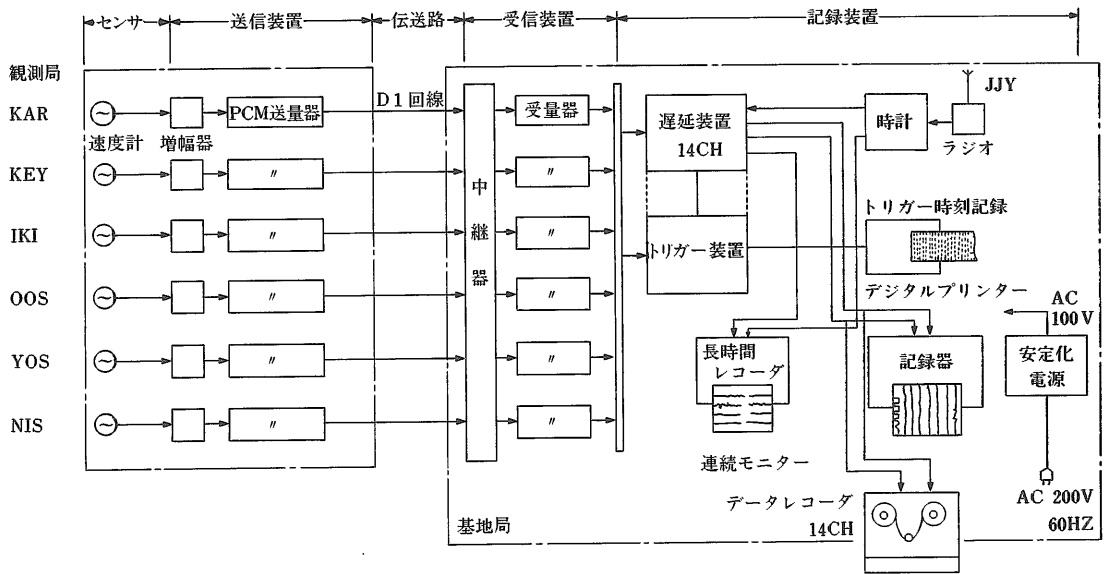 センサ 送信装置 伝送路 受信装置 記録装置
観測局
KAR
速度計
増幅器
PCM送量器
D1回線
受量器
KEY
〃
〃
IKI
〃
〃
OOS
〃
〃
YOS
〃
〃
NIS
〃
〃
中継器
遅延装置
14CH
トリガー装置
時計
JJY
ラジオ
トリガー時刻記録
デジタルプリンター
長時間
レコーダ
連続モニター
記録器
AC
100V
安定化
電源
AC 200V
60HZ
データレコーダ
14CH
基地局